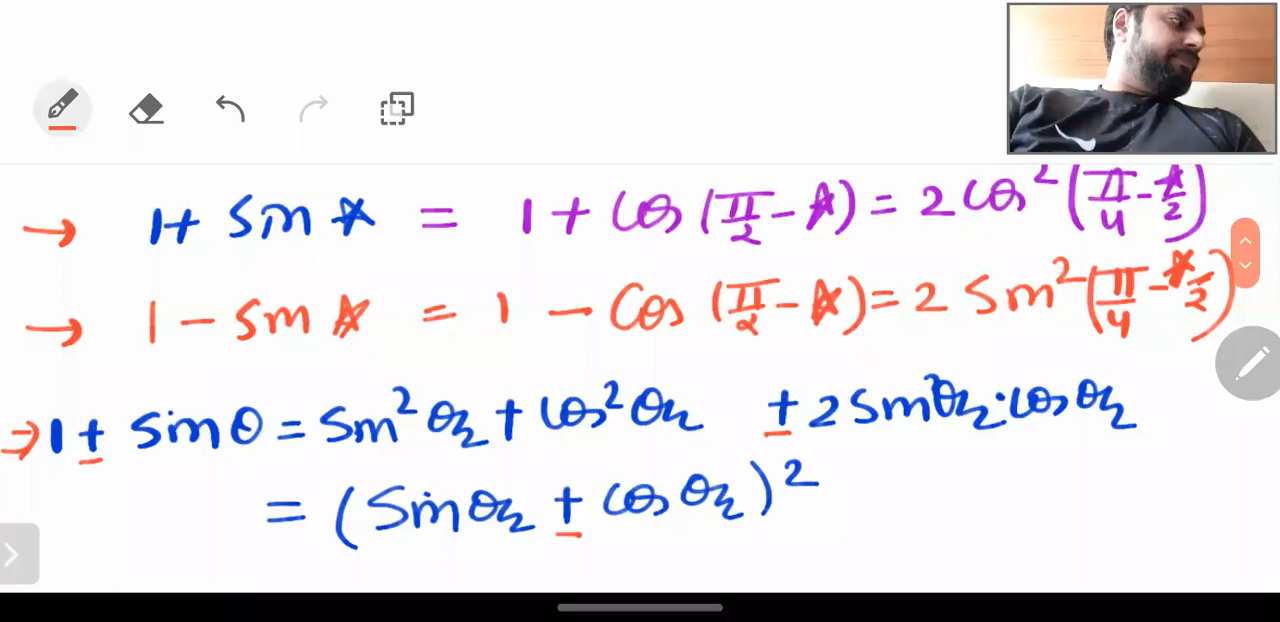 → 1 + sin ☆ = 1 + cos (π/2 - ☆) = 2 cos² (π/4 - ☆/2)
→ 1 - sin ☆ = 1 - cos (π/2 - ☆) = 2 sin² (π/4 - ☆/2)
⇒ 1 ± sin θ = sin² θ/2 + cos² θ/2 ± 2 sin θ/2 · cos θ/2
= (sin θ/2 ± cos θ/2)²